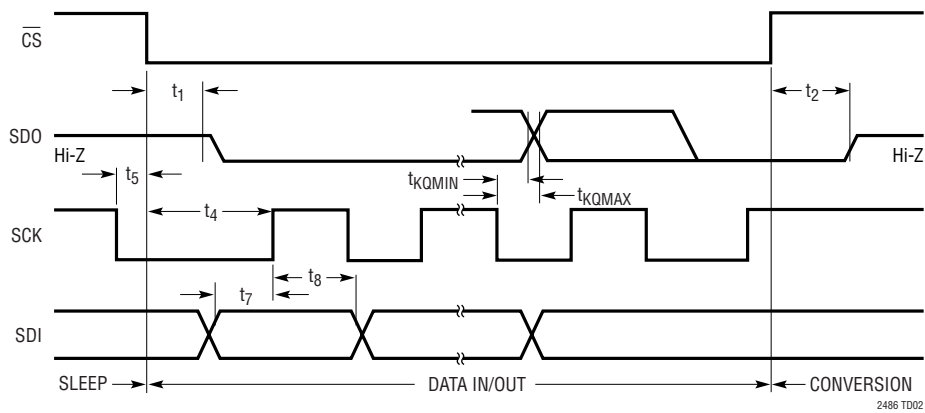 CS
t1
t2
SDO
Hi-Z
Hi-Z
t5
tKQMIN
tKQMAX
t4
SCK
t7
t8
SDI
SLEEP
DATA IN/OUT
CONVERSION
2486 TD02